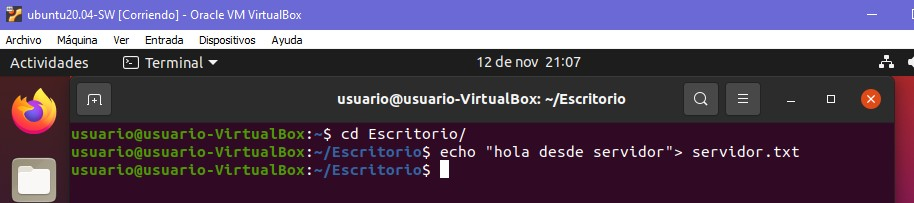 ubuntu20.04-SW [Corriendo] - Oracle VM VirtualBox
Archivo Máquina Ver Entrada Dispositivos Ayuda
Actividades Terminal 12 de nov 21:07
usuario@usuario-VirtualBox: ~/Escritorio
usuario@usuario-VirtualBox:~$ cd Escritorio/
usuario@usuario-VirtualBox:~/Escritorio$ echo "hola desde servidor"> servidor.txt
usuario@usuario-VirtualBox:~/Escritorio$